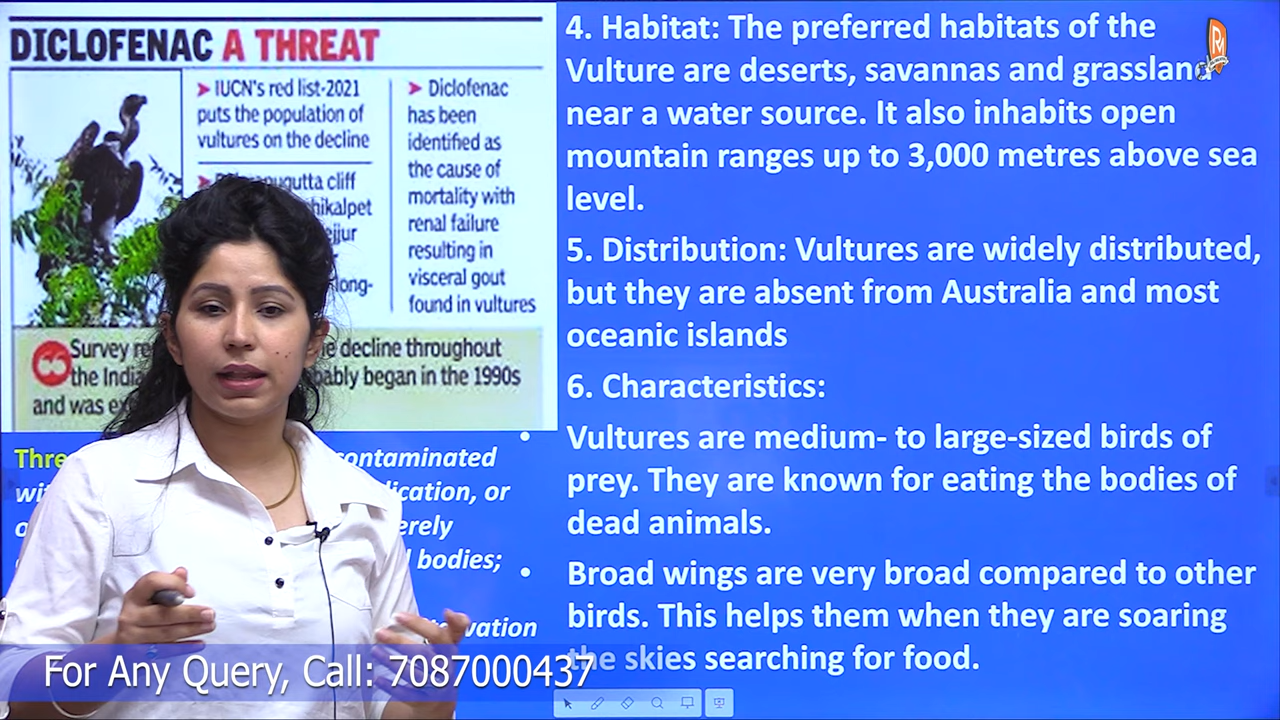 DICLOFENAC A THREAT
➤ IUCN's red list-2021
puts the population of
vultures on the decline
cliff
➤ Diclofenac
has been
identified as
the cause of
mortality with
renal failure
resulting in
visceral gout
found in vultures
Survey decline throughout
the began in the 1990s
and was
contaminated
or
bodies;
4. Habitat: The preferred habitats of the
Vulture are deserts, savannas and
near a water source. It also inhabits open
mountain ranges up to 3,000 metres above sea
level.
5. Distribution: Vultures are widely distributed,
but they are absent from Australia and most
oceanic islands
6. Characteristics:
• Vultures are medium- to large-sized birds of
prey. They are known for eating the bodies of
dead animals.
• Broad wings are very broad compared to other
birds. This helps them when they are soaring
the skies searching for food.
For Any Query, Call: 7087000437